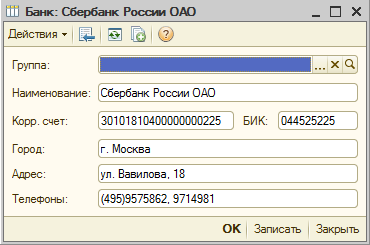 Банк: Сбербанк России ОАО
Действия
Группа:
Наименование: Сбербанк России ОАО
Корр. счет: 30101810400000000225 БИК: 044525225
Город: г. Москва
Адрес: ул. Вавилова, 18
Телефоны: (495)9575862, 9714981
ОК Записать Закрыть